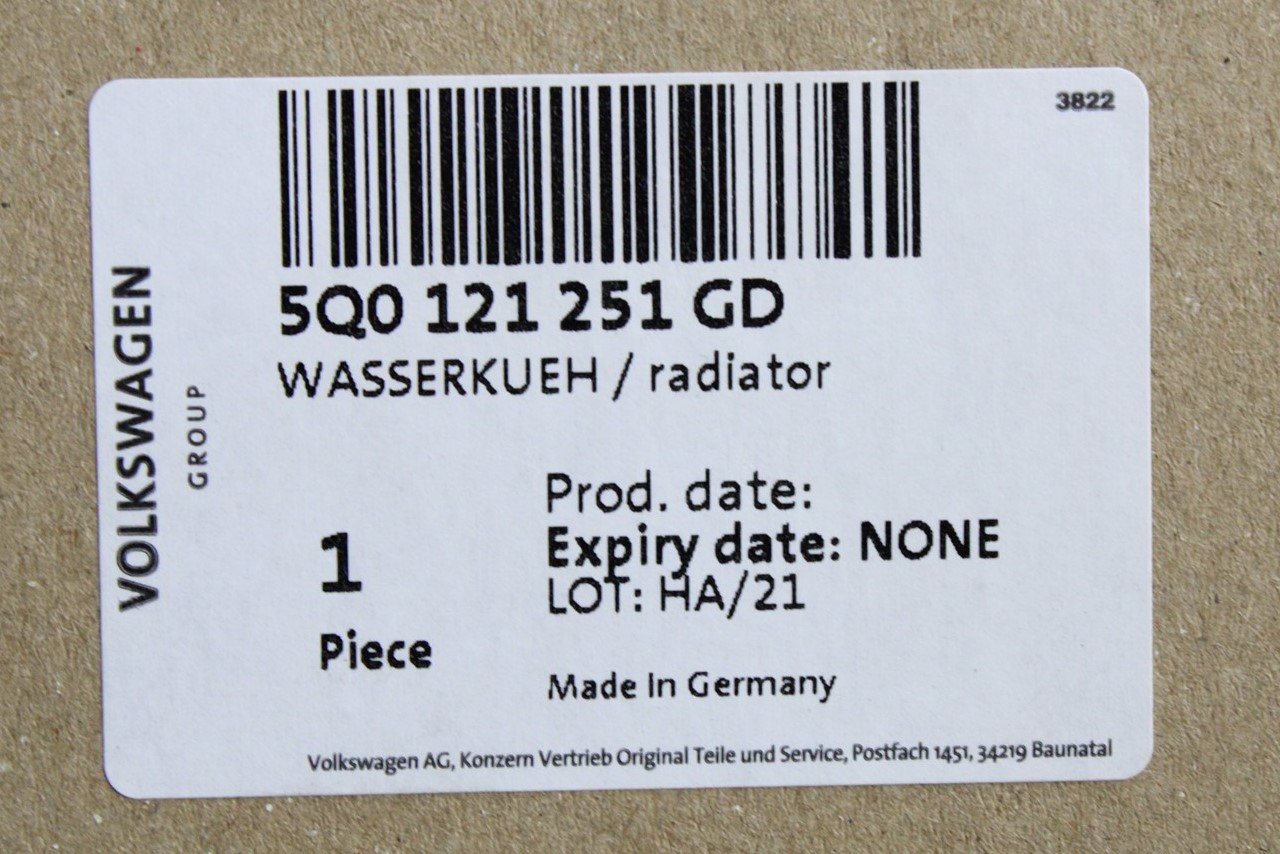 3822
5Q0 121 251 GD
WASSERKUEH / radiator
VOLKSWAGEN
GROUP
Prod. date:
Expiry date: NONE
LOT: HA/21
1
Piece
Made In Germany
Volkswagen AG, Konzern Vertrieb Original Teile und Service, Postfach 1451, 34219 Baunatal